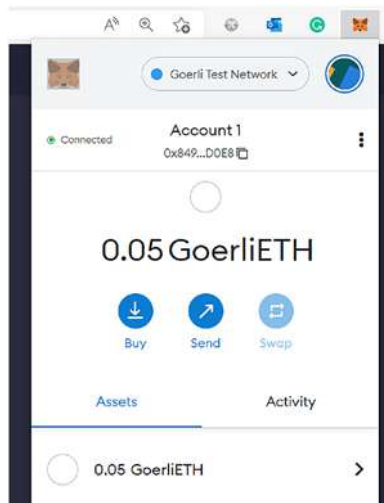 Goerli Test Network
Connected
Account 1
0x849...D0E8
0.05 GoerliETH
Buy Send Swap
Assets Activity
0.05 GoerliETH